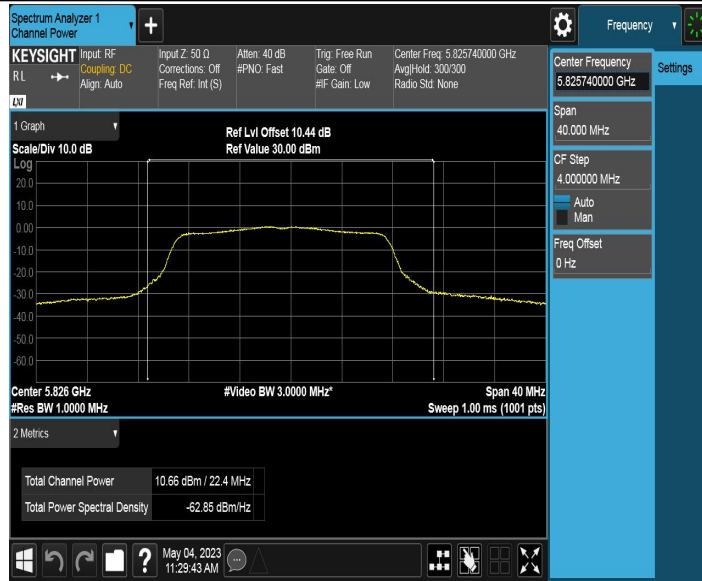 Spectrum Analyzer 1
Channel Power
+
Frequency
KEYSIGHT
RL
LXI
Input: RF
Coupling: DC
Align: Auto
Input Z: 50 Ω
Corrections: Off
Freq Ref: Int (S)
Atten: 40 dB
#PNO: Fast
Trig: Free Run
Gate: Off
#IF Gain: Low
Center Freq: 5.825740000 GHz
Avg|Hold: 300/300
Radio Std: None
Center Frequency
5.825740000 GHz
Settings
Span
40.000 MHz
CF Step
4.000000 MHz
Auto
Man
Freq Offset
0 Hz
1 Graph
Scale/Div 10.0 dB
Ref Lvl Offset 10.44 dB
Ref Value 30.00 dBm
Log
20.0
10.0
0.00
-10.0
-20.0
-30.0
-40.0
-50.0
-60.0
Center 5.826 GHz
#Video BW 3.0000 MHz*
Span 40 MHz
#Res BW 1.0000 MHz
Sweep 1.00 ms (1001 pts)
2 Metrics
Total Channel Power 10.66 dBm / 22.4 MHz
Total Power Spectral Density -62.85 dBm/Hz
?
May 04, 2023
11:29:43 AM